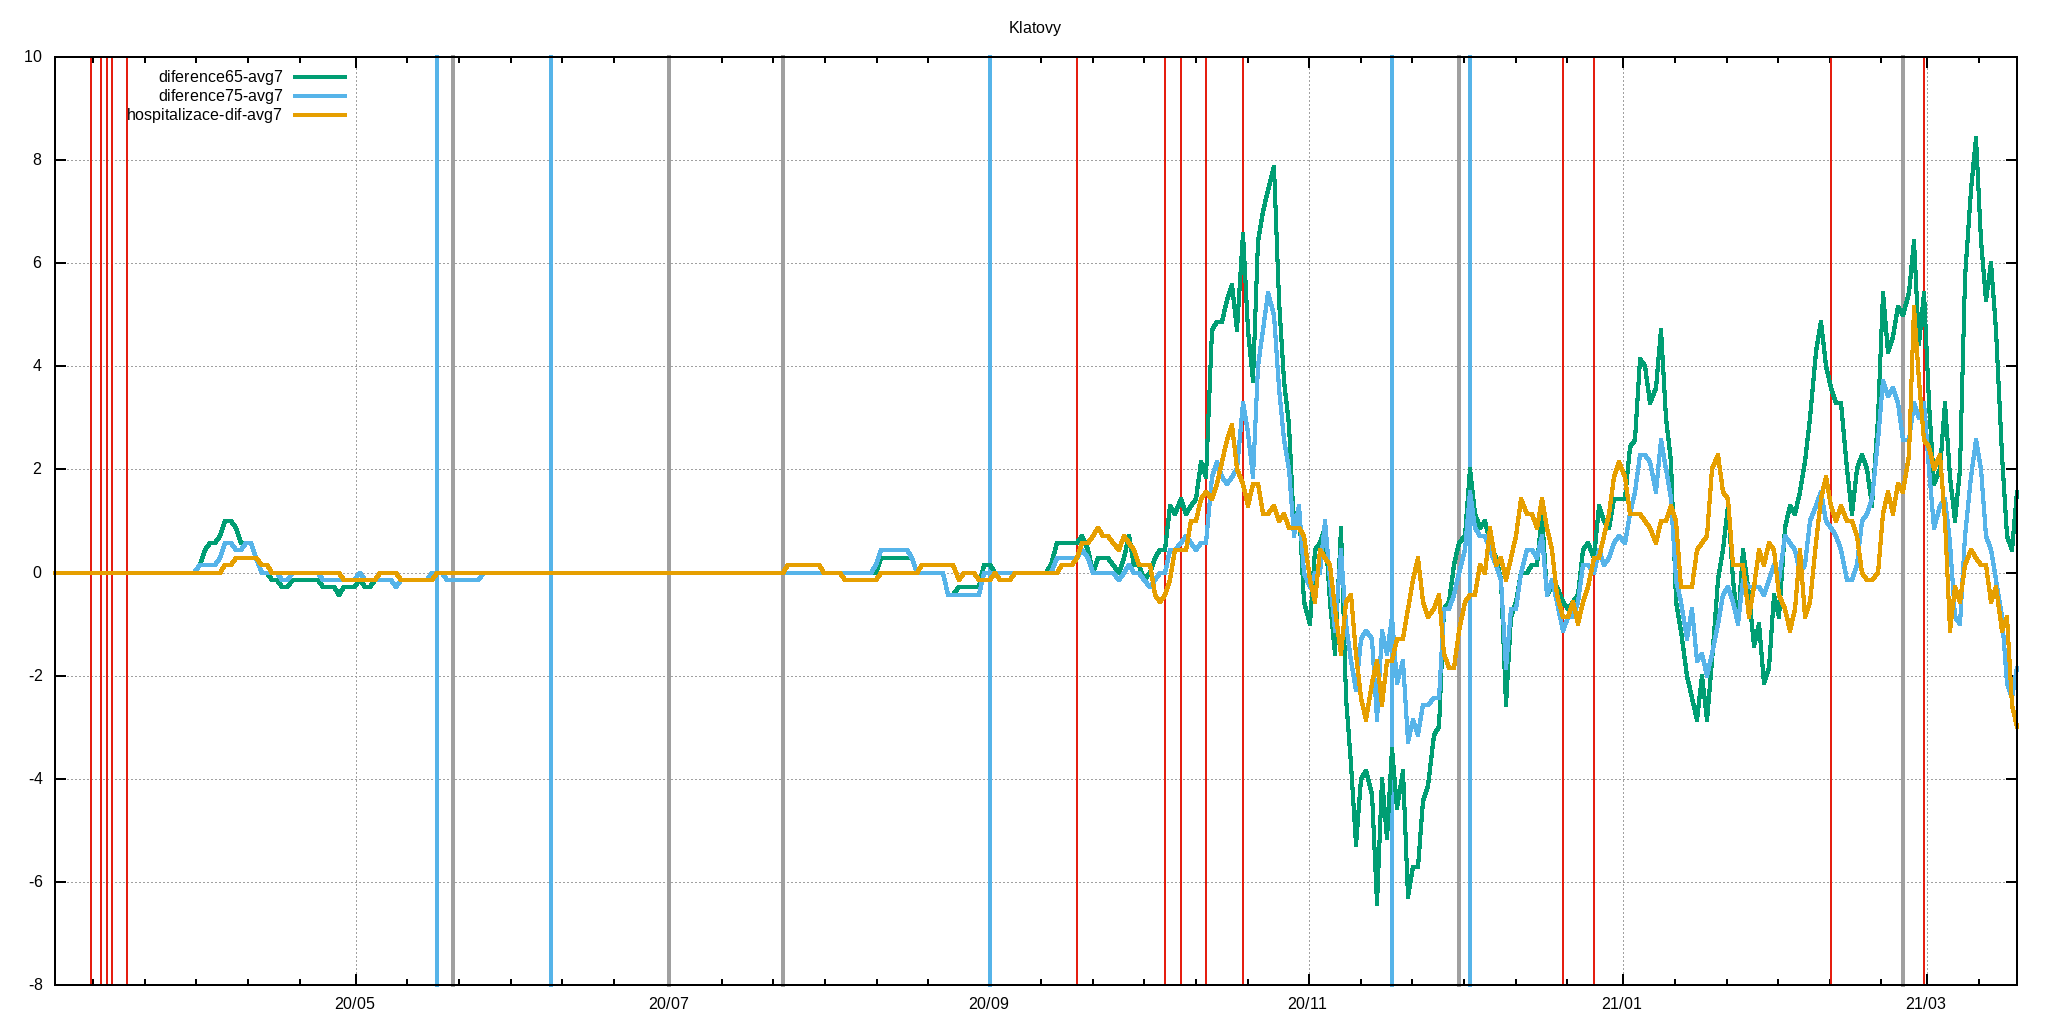 Klatovy
diference65-avg7
diference75-avg7
hospitalizace-dif-avg7
10
8
6
4
2
0
-2
-4
-6
-8
20/05 20/07 20/09 20/11 21/01 21/03